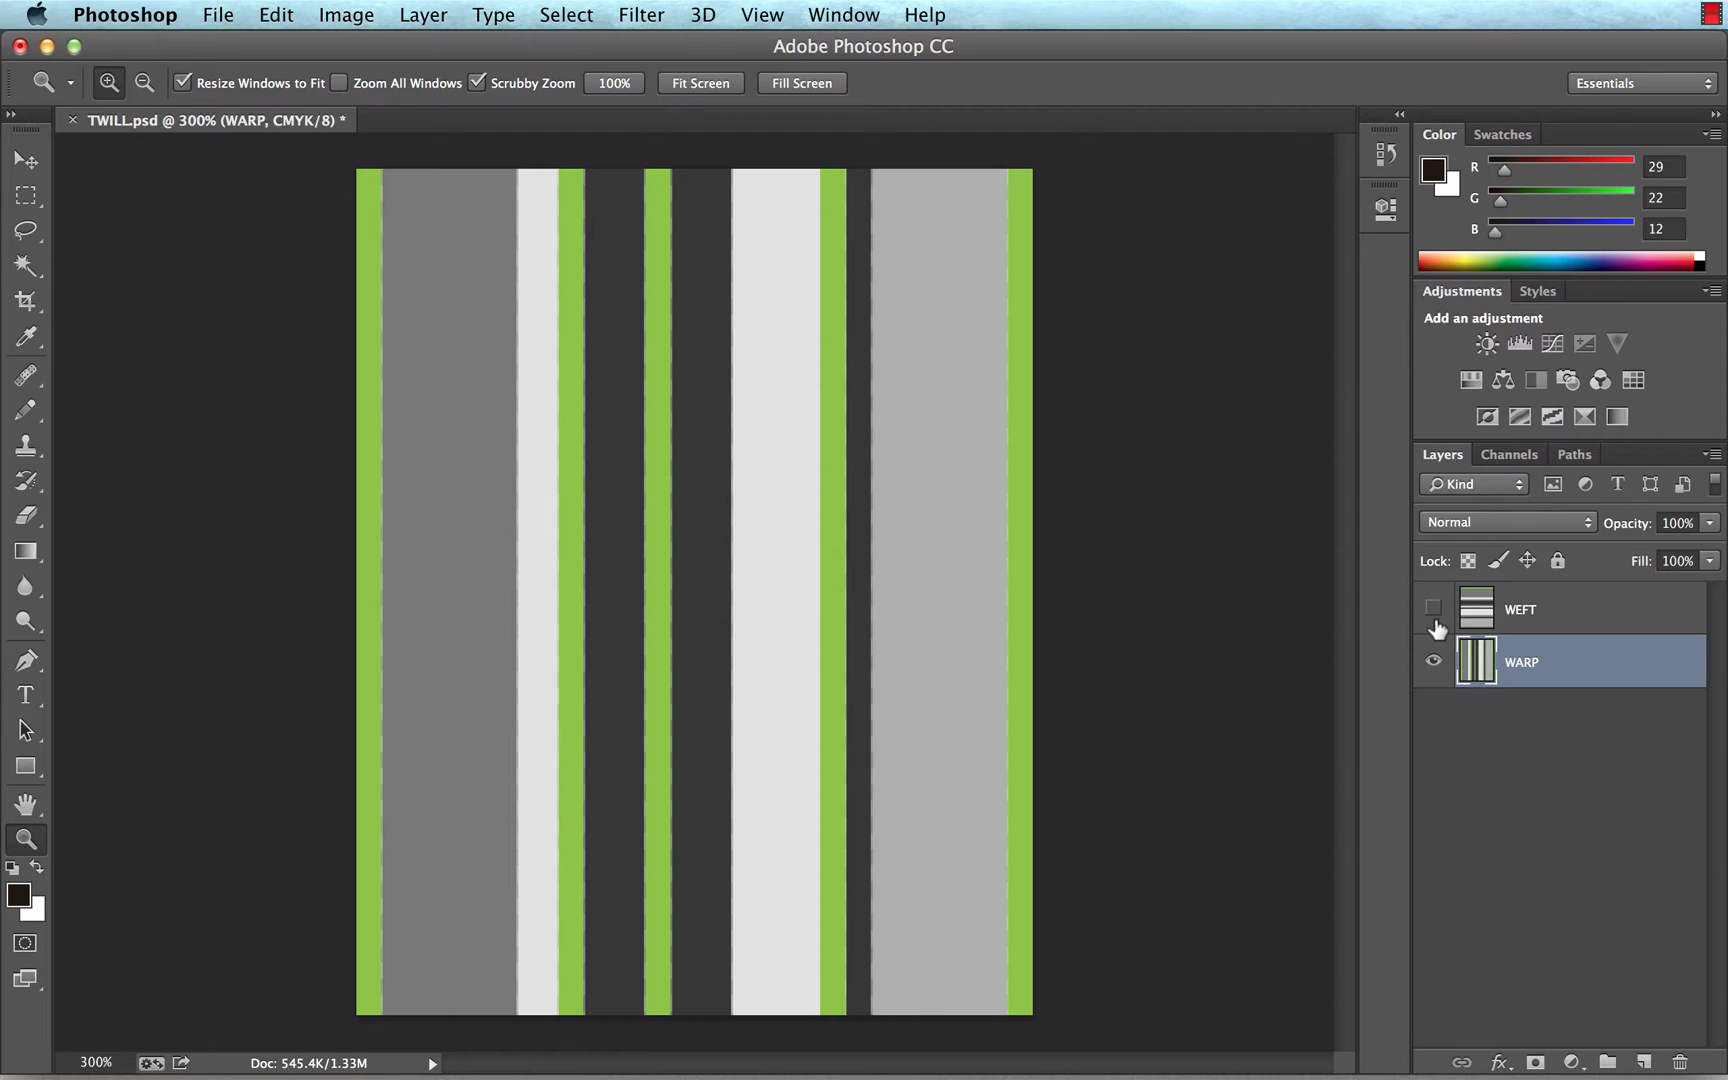 Photoshop File Edit Image Layer Type Select Filter 3D View Window Help
Adobe Photoshop CC
Resize Windows to Fit Zoom All Windows Scrubby Zoom 100% Fit Screen Fill Screen Essentials
× TWILL.psd @ 300% (WARP, CMYK/8) *
Color Swatches
R 29
G 22
B 12
Adjustments Styles
Add an adjustment
Layers Channels Paths
Kind T
Normal Opacity: 100%
Lock: Fill: 100%
WEFT
WARP
T
300% Doc: 545.4K/1.33M
fx